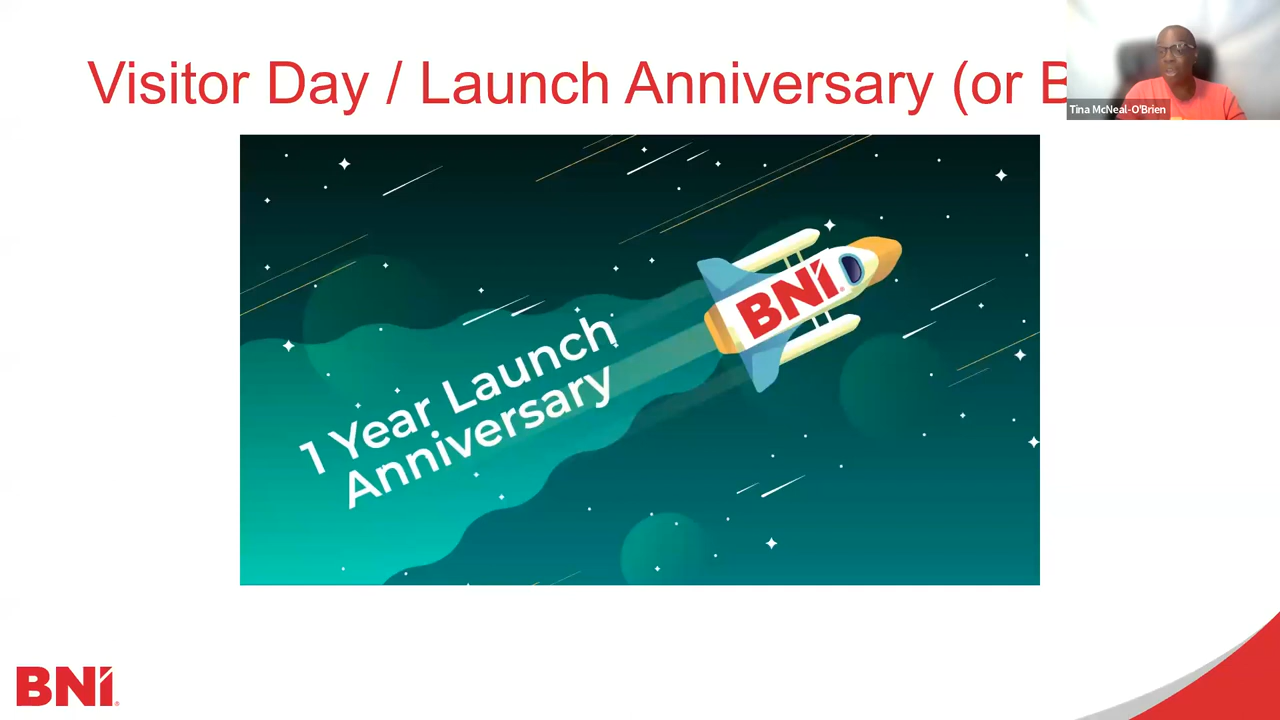 Visitor Day / Launch Anniversary (or B
Tina McNeal-O'Brien
BNI
1 Year Launch
Anniversary
BNI